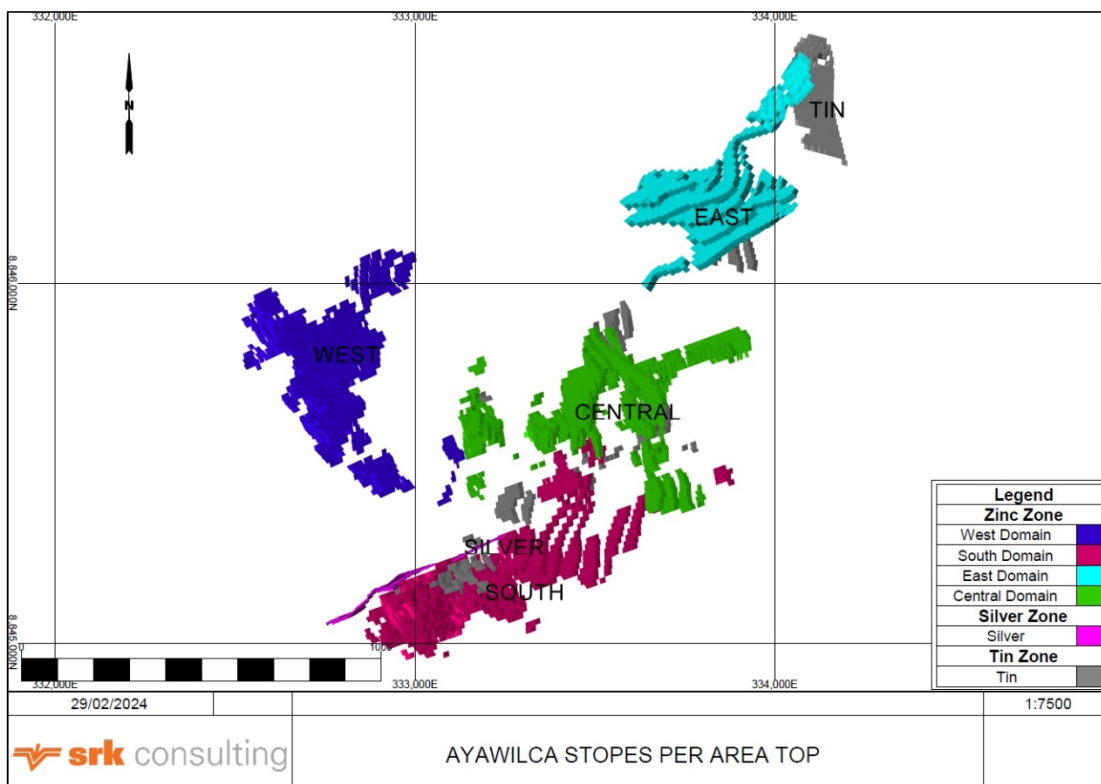 332,000E 333,000E 334,000E
N
TIN
EAST
8,846,000N
WEST
CENTRAL
SILVER
SOUTH
8,845,000N
0 1000
332,000E 333,000E 334,000E
Legend
Zinc Zone
West Domain
South Domain
East Domain
Central Domain
Silver Zone
Silver
Tin Zone
Tin
29/02/2024 1:7500
srk consulting AYAWILCA STOPES PER AREA TOP